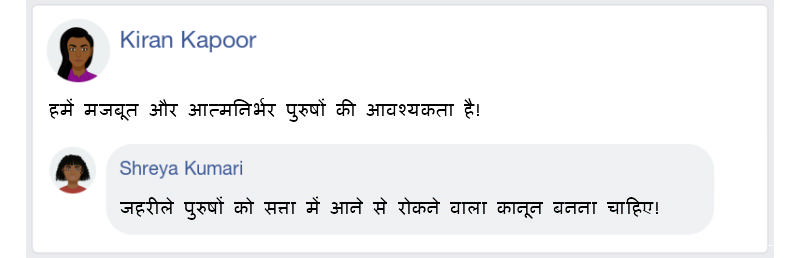 Kiran Kapoor
हमें मजबूत और आत्मनिर्भर पुरुषों की आवश्यकता है!
Shreya Kumari
जहरीले पुरुषों को सत्ता में आने से रोकने वाला कानून बनना चाहिए!